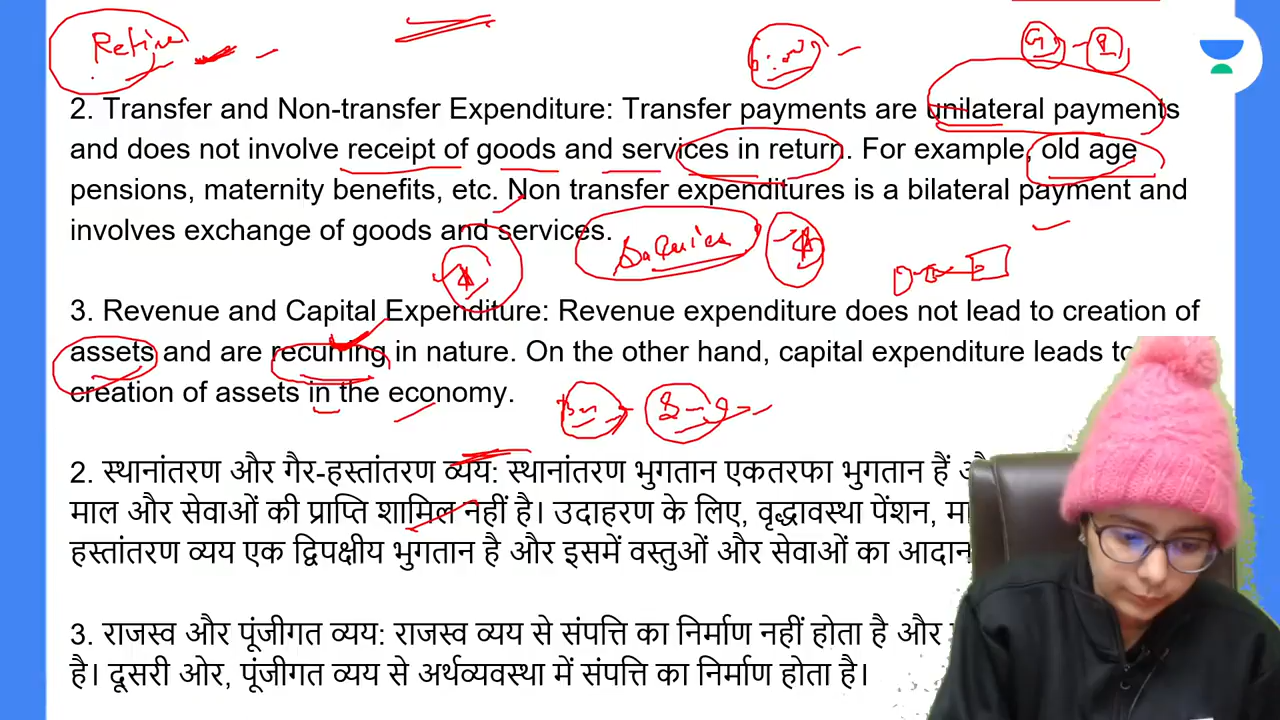 Retire
2. Transfer and Non-transfer Expenditure: Transfer payments are unilateral payments
and does not involve receipt of goods and services in return. For example, old age
pensions, maternity benefits, etc. Non transfer expenditures is a bilateral payment and
involves exchange of goods and services.
Salaries
3. Revenue and Capital Expenditure: Revenue expenditure does not lead to creation of
assets and are recurring in nature. On the other hand, capital expenditure leads to
creation of assets in the economy.
2. स्थानांतरण और गैर-हस्तांतरण व्यय: स्थानांतरण भुगतान एकतरफा भुगतान हैं
माल और सेवाओं की प्राप्ति शामिल नहीं है। उदाहरण के लिए, वृद्धावस्था पेंशन,
हस्तांतरण व्यय एक द्विपक्षीय भुगतान है और इसमें वस्तुओं और सेवाओं का
3. राजस्व और पूंजीगत व्यय: राजस्व व्यय से संपत्ति का निर्माण नहीं होता है और
है। दूसरी ओर, पूंजीगत व्यय से अर्थव्यवस्था में संपत्ति का निर्माण होता है।